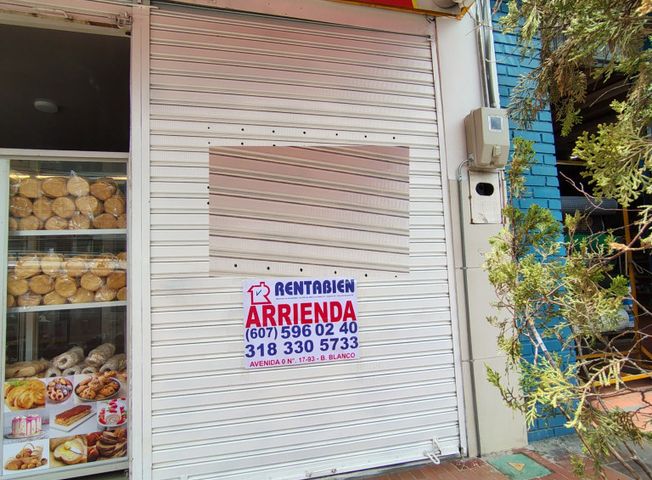 RENTABIEN
ARRIENDA
(607) 596 02 40
318 330 5733
AVENIDA 0 N°. 17-93 - B. BLANCO